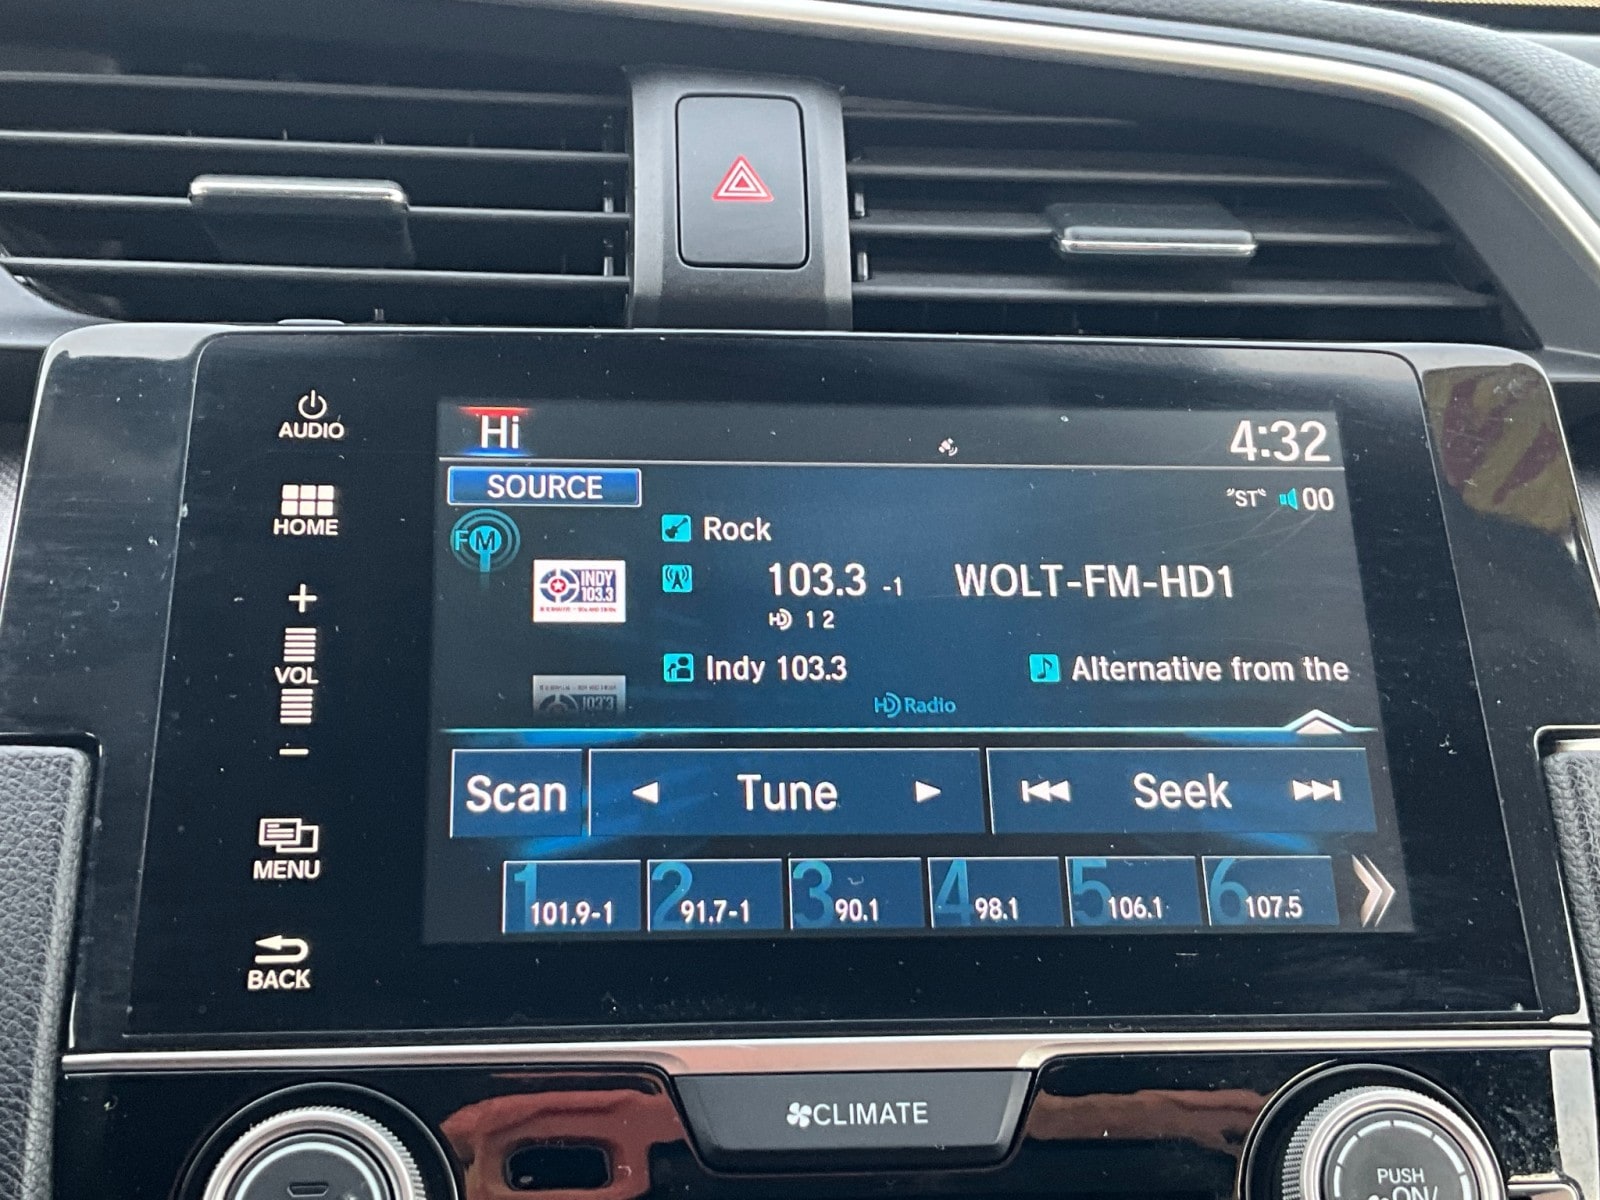 AUDIO
HOME
+
VOL
−
MENU
BACK
Hi
4:32
SOURCE
"ST" 00
FM
Rock
INDY
103.3
103.3 -1 WOLT-FM-HD1
HD 1 2
Indy 103.3
Alternative from the
HD Radio
Scan
Tune
Seek
1 101.9-1
2 91.7-1
3 90.1
4 98.1
5 106.1
6 107.5
CLIMATE
PUSH
ON/